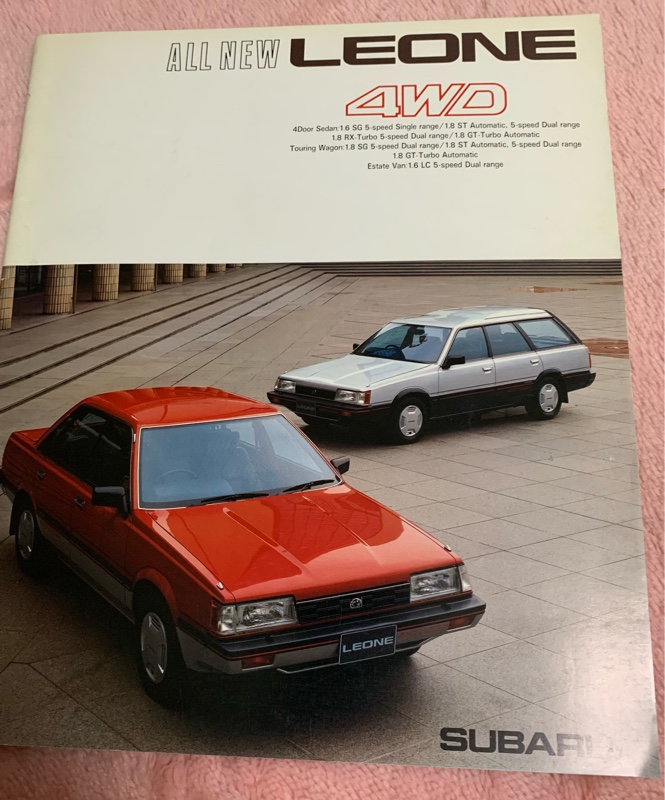 ALL NEW LEONE
4WD
4Door Sedan:1.6 SG 5-speed Single range/1.8 ST Automatic, 5-speed Dual range
1.8 RX-Turbo 5-speed Dual range/1.8 GT-Turbo Automatic
Touring Wagon:1.8 SG 5-speed Dual range/1.8 ST Automatic, 5-speed Dual range
1.8 GT-Turbo Automatic
Estate Van:1.6 LC 5-speed Dual range
LEONE
SUBARU